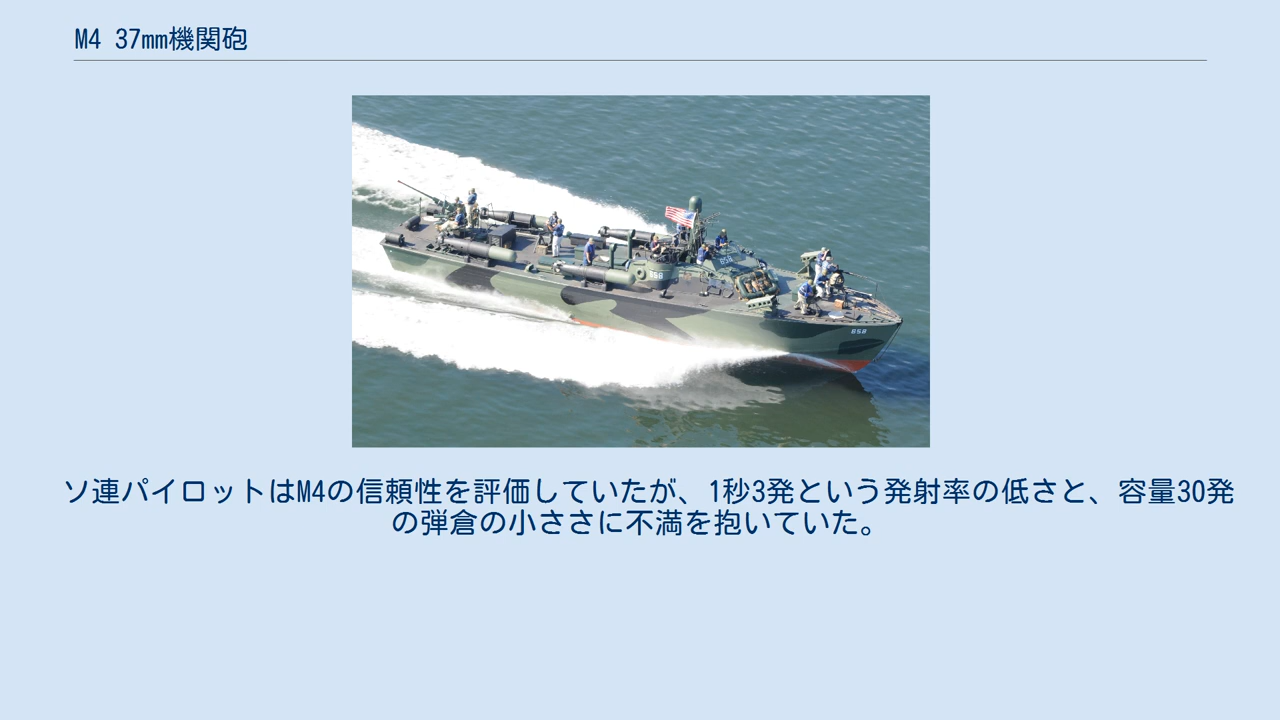 M4 37mm機関砲
858
658
658
ソ連パイロットはM4の信頼性を評価していたが、1秒3発という発射率の低さと、容量30発
の弾倉の小ささに不満を抱いていた。